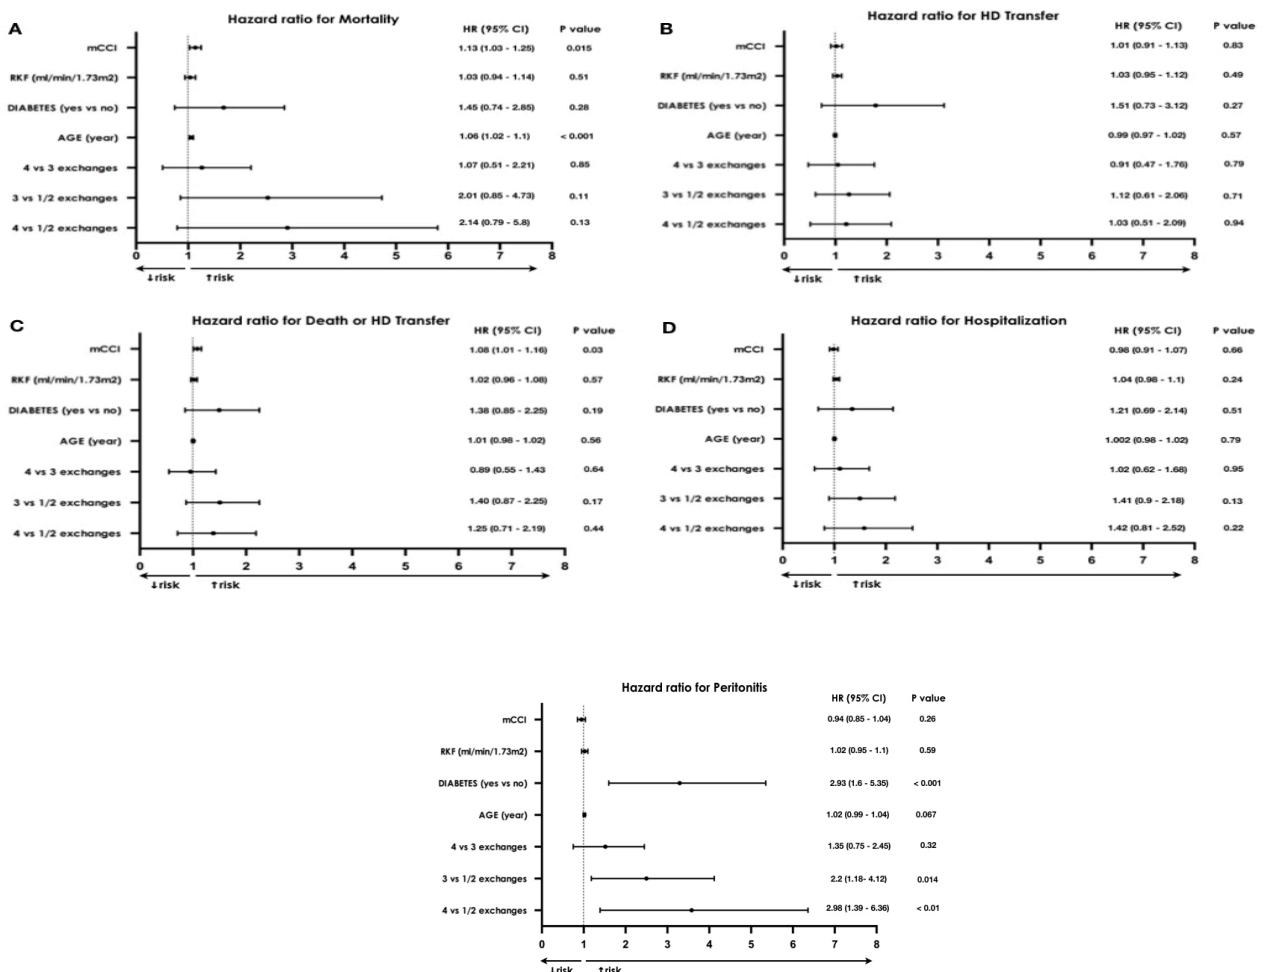 A
Hazard ratio for Mortality
HR (95% CI) P value
mCCI 1.13 (1.03 - 1.25) 0.015
RKF (ml/min/1.73m2) 1.03 (0.94 - 1.14) 0.51
DIABETES (yes vs no) 1.45 (0.74 - 2.85) 0.28
AGE (year) 1.06 (1.02 - 1.1) < 0.001
4 vs 3 exchanges 1.07 (0.51 - 2.21) 0.85
3 vs 1/2 exchanges 2.01 (0.85 - 4.73) 0.11
4 vs 1/2 exchanges 2.14 (0.79 - 5.8) 0.13
0 1 2 3 4 5 6 7 8
↓risk ↑risk
B
Hazard ratio for HD Transfer
HR (95% CI) P value
mCCI 1.01 (0.91 - 1.13) 0.83
RKF (ml/min/1.73m2) 1.03 (0.95 - 1.12) 0.49
DIABETES (yes vs no) 1.51 (0.73 - 3.12) 0.27
AGE (year) 0.99 (0.97 - 1.02) 0.57
4 vs 3 exchanges 0.91 (0.47 - 1.76) 0.79
3 vs 1/2 exchanges 1.12 (0.61 - 2.06) 0.71
4 vs 1/2 exchanges 1.03 (0.51 - 2.09) 0.94
0 1 2 3 4 5 6 7 8
↓risk ↑risk
C
Hazard ratio for Death or HD Transfer
HR (95% CI) P value
mCCI 1.08 (1.01 - 1.16) 0.03
RKF (ml/min/1.73m2) 1.02 (0.96 - 1.08) 0.57
DIABETES (yes vs no) 1.38 (0.85 - 2.25) 0.19
AGE (year) 1.01 (0.98 - 1.02) 0.56
4 vs 3 exchanges 0.89 (0.55 - 1.43 0.64
3 vs 1/2 exchanges 1.40 (0.87 - 2.25) 0.17
4 vs 1/2 exchanges 1.25 (0.71 - 2.19) 0.44
0 1 2 3 4 5 6 7 8
↓risk ↑risk
D
Hazard ratio for Hospitalization
HR (95% CI) P value
mCCI 0.98 (0.91 - 1.07) 0.66
RKF (ml/min/1.73m2) 1.04 (0.98 - 1.1) 0.24
DIABETES (yes vs no) 1.21 (0.69 - 2.14) 0.51
AGE (year) 1.002 (0.98 - 1.02) 0.79
4 vs 3 exchanges 1.02 (0.62 - 1.68) 0.95
3 vs 1/2 exchanges 1.41 (0.9 - 2.18) 0.13
4 vs 1/2 exchanges 1.42 (0.81 - 2.52) 0.22
0 1 2 3 4 5 6 7 8
↓risk ↑risk
Hazard ratio for Peritonitis
HR (95% CI) P value
mCCI 0.94 (0.85 - 1.04) 0.26
RKF (ml/min/1.73m2) 1.02 (0.95 - 1.1) 0.59
DIABETES (yes vs no) 2.93 (1.6 - 5.35) < 0.001
AGE (year) 1.02 (0.99 - 1.04) 0.067
4 vs 3 exchanges 1.35 (0.75 - 2.45) 0.32
3 vs 1/2 exchanges 2.2 (1.18- 4.12) 0.014
4 vs 1/2 exchanges 2.98 (1.39 - 6.36) < 0.01
0 1 2 3 4 5 6 7 8
↓risk ↑risk